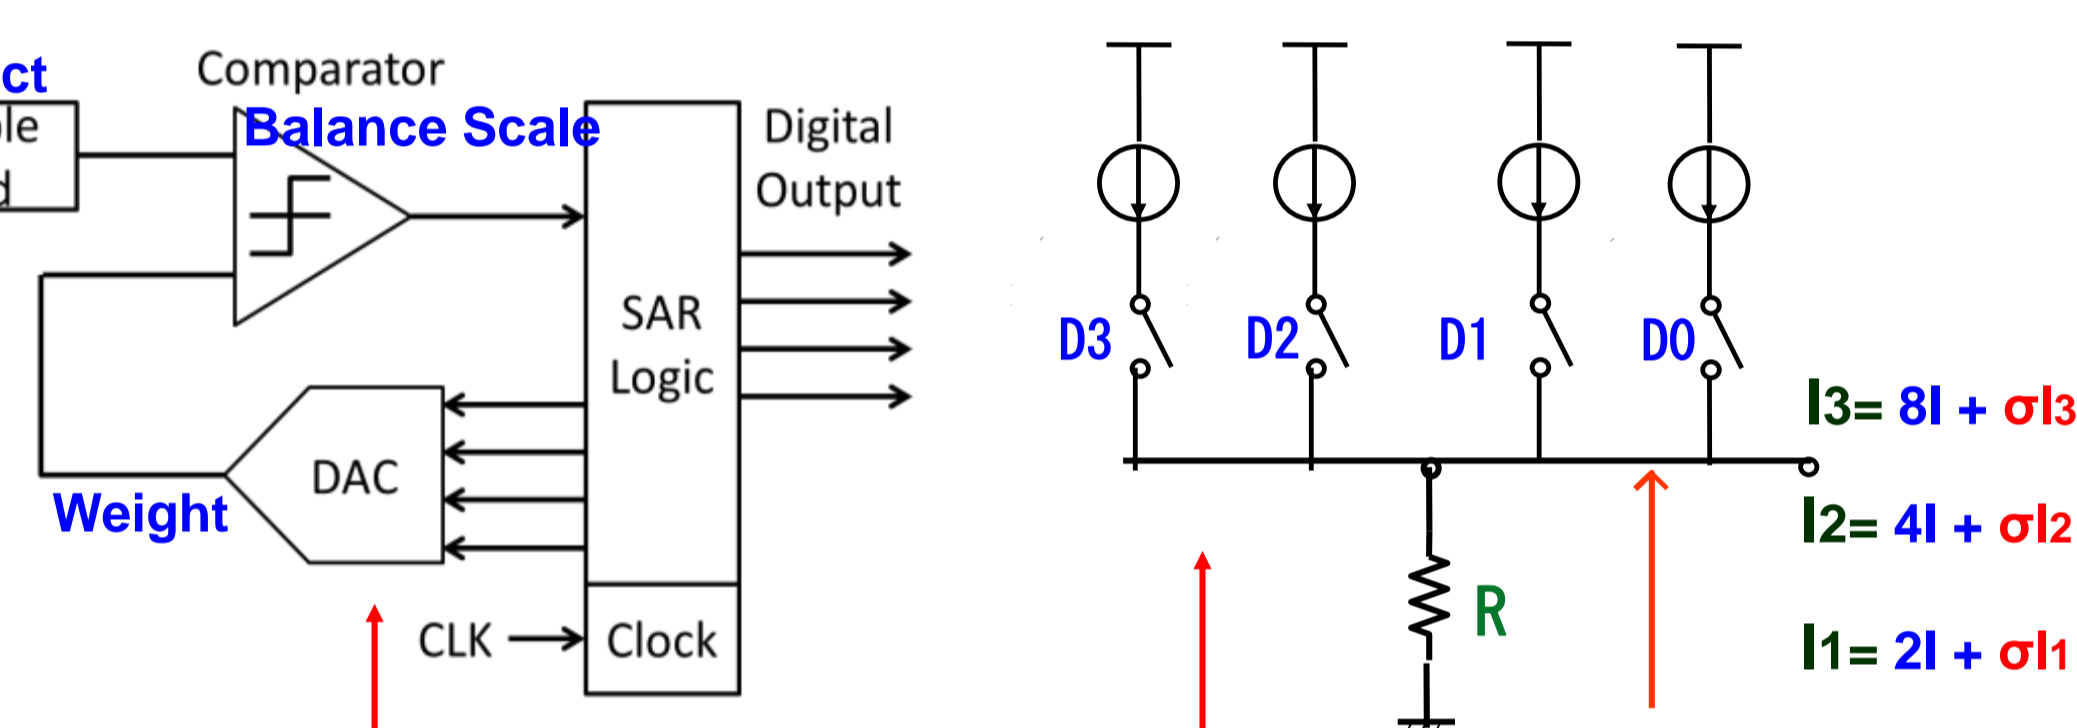 ct
Comparator
le
d
Balance Scale
Digital
Output
SAR
Logic
DAC
Weight
CLK
Clock
D3
D2
D1
D0
R
I3= 8I + σI3
I2= 4I + σI2
I1= 2I + σI1